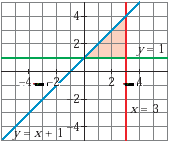 4
2
y = 1
-4
-2
2
4
-2
x = 3
-4
y = x + 1